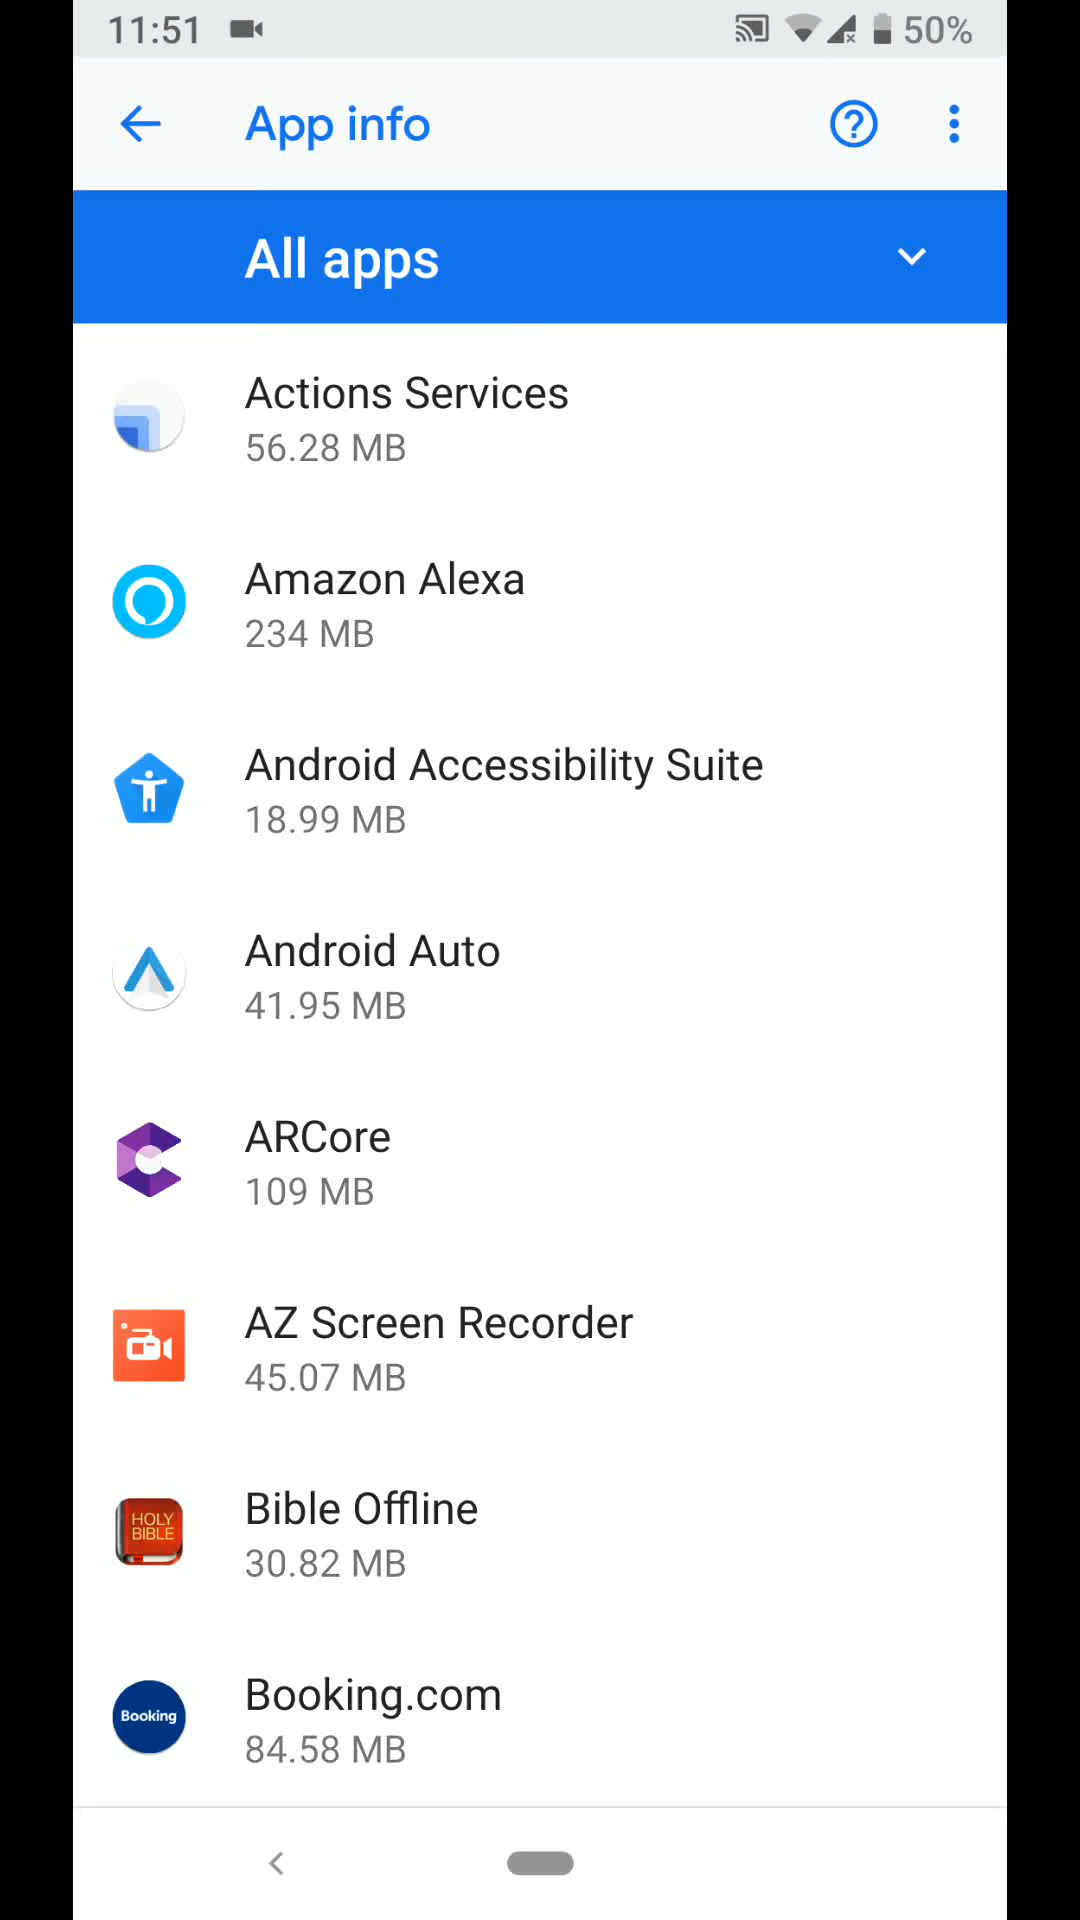 11:51 50%
App info
All apps
Actions Services
56.28 MB
Amazon Alexa
234 MB
Android Accessibility Suite
18.99 MB
Android Auto
41.95 MB
ARCore
109 MB
AZ Screen Recorder
45.07 MB
HOLY
BIBLE
Bible Offline
30.82 MB
Booking
Booking.com
84.58 MB